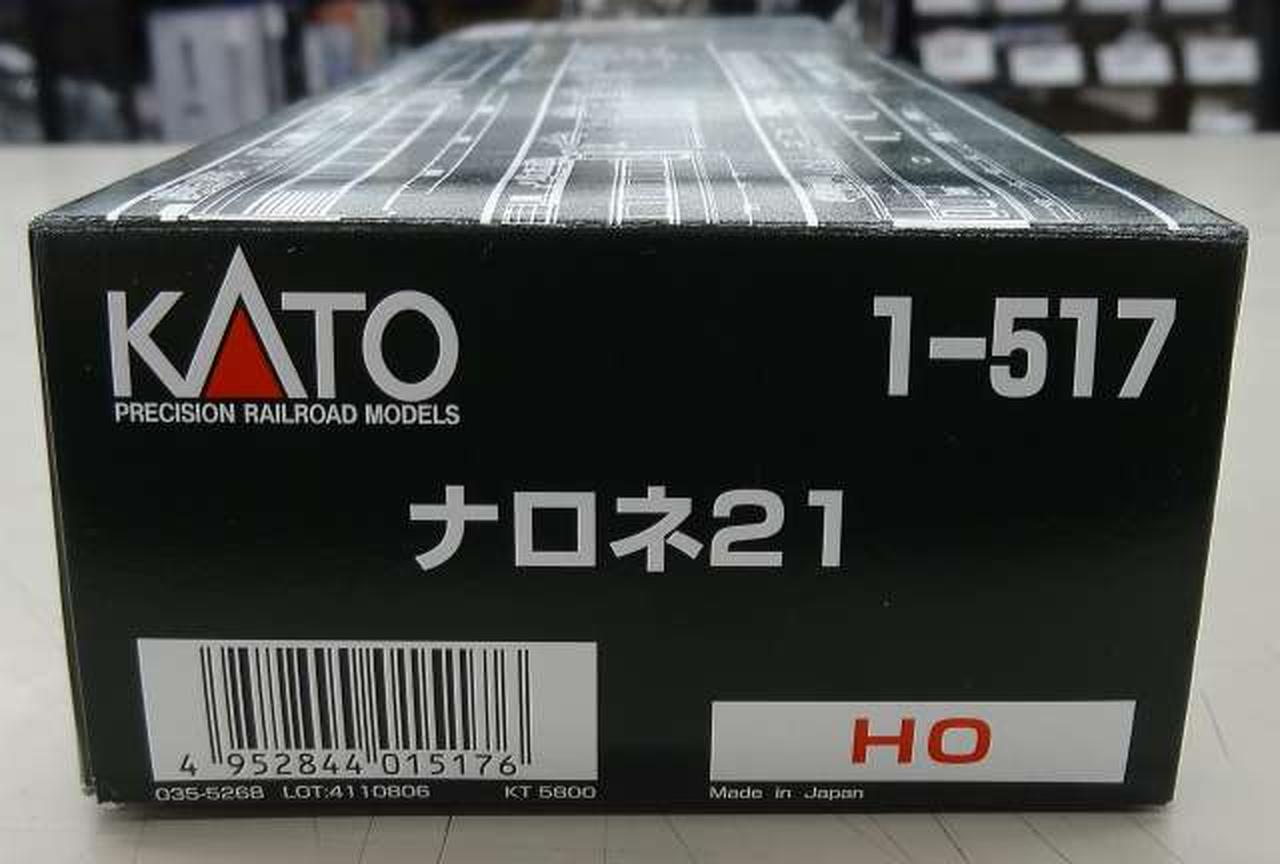 KATO
PRECISION RAILROAD MODELS
1-517
ナロネ21
4 952844 015176
035-526B LOT:4110806 KT 5800
HO
Made in Japan